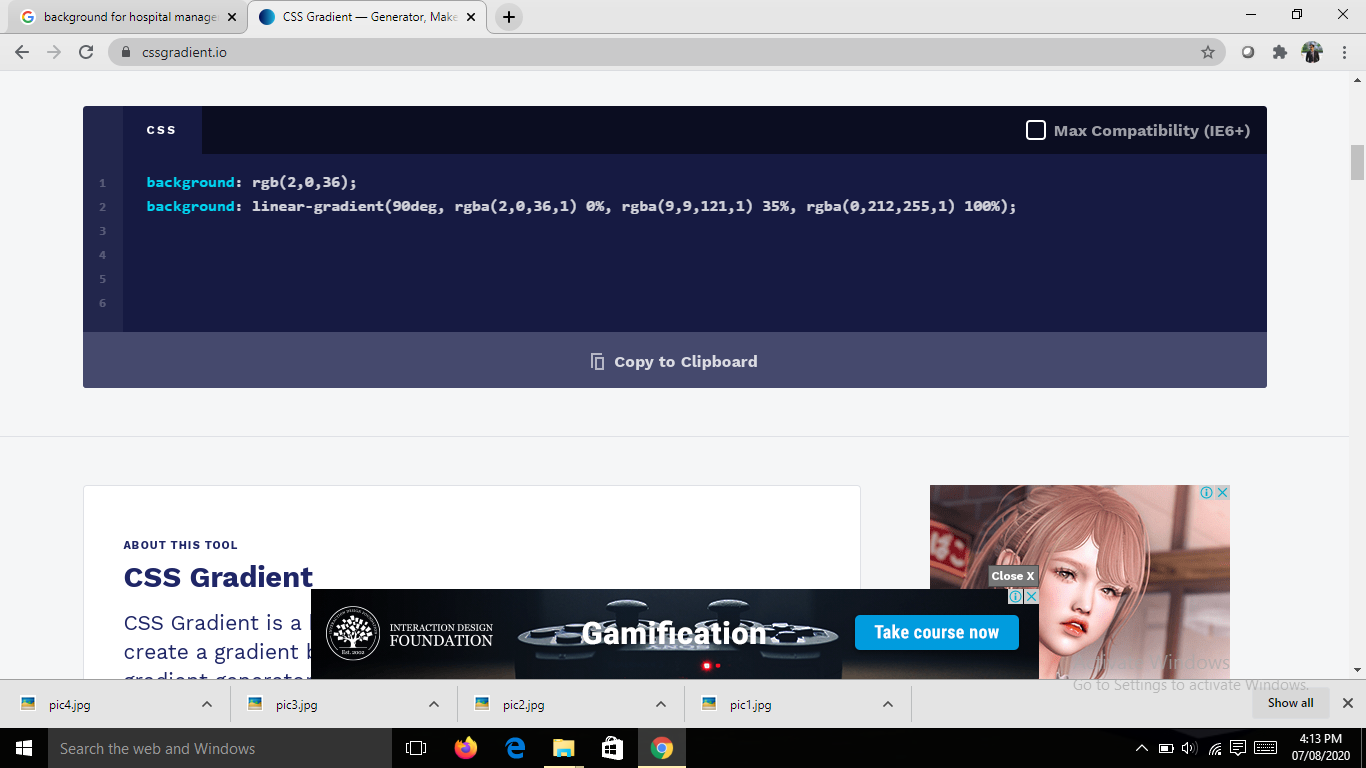 background for hospital manage
CSS Gradient — Generator, Make
cssgradient.io
CSS
Max Compatibility (IE6+)
1 background: rgb(2,0,36);
2 background: linear-gradient(90deg, rgba(2,0,36,1) 0%, rgba(9,9,121,1) 35%, rgba(0,212,255,1) 100%);
3
4
5
6
Copy to Clipboard
ABOUT THIS TOOL
CSS Gradient
CSS Gradient is a
create a gradient
gradient generator
Close X
INTERACTION DESIGN
FOUNDATION
Est. 2002
Gamification
Take course now
Activate Windows
Go to Settings to activate Windows.
pic4.jpg
pic3.jpg
pic2.jpg
pic1.jpg
Show all
Search the web and Windows
4:13 PM
07/08/2020